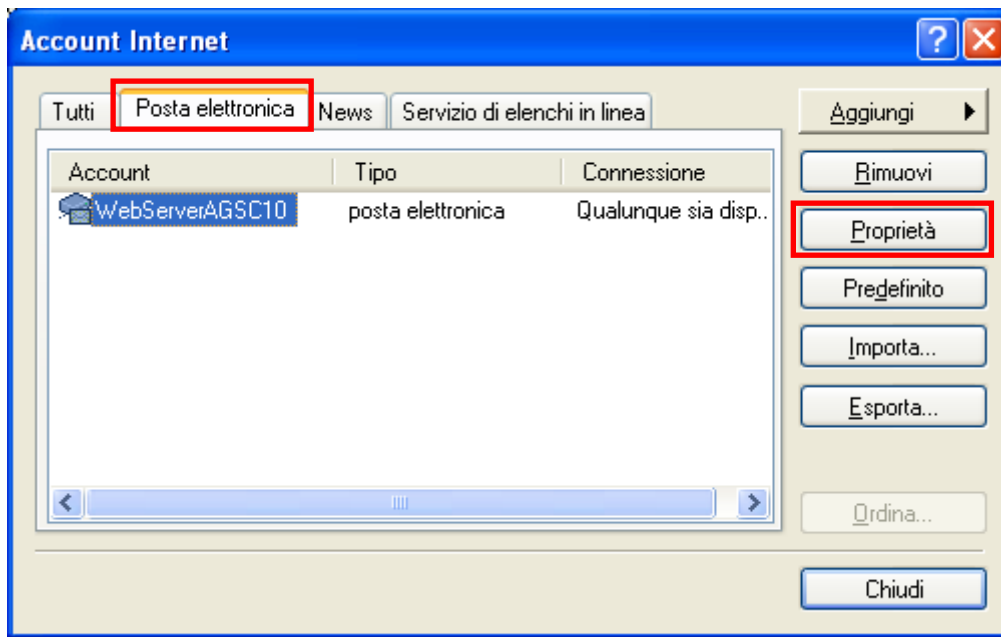 Account Internet
Tutti Posta elettronica News Servizio di elenchi in linea
Aggiungi
Account Tipo Connessione
Rimuovi
WebServerAGSC10 posta elettronica Qualunque sia disp..
Proprietà
Predefinito
Importa...
Esporta...
Ordina...
Chiudi